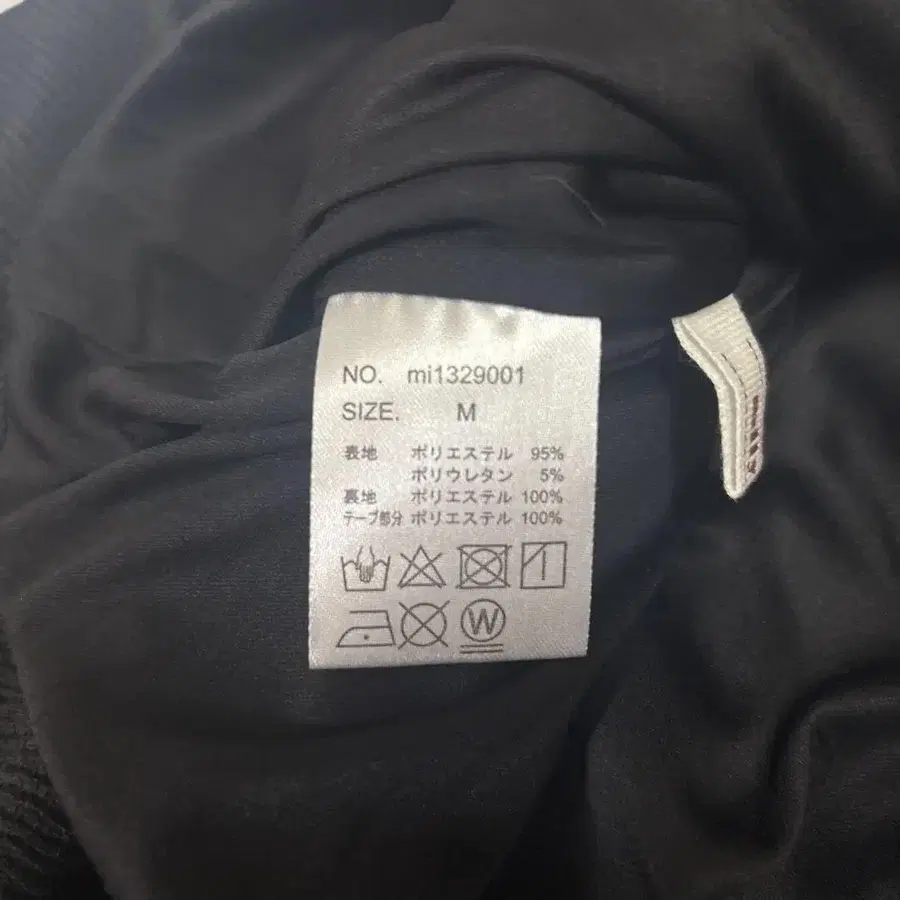 NO. mi1329001
SIZE. M
表地 ポリエステル 95%
ポリウレタン 5%
裏地 ポリエステル 100%
テープ部分 ポリエステル 100%
W